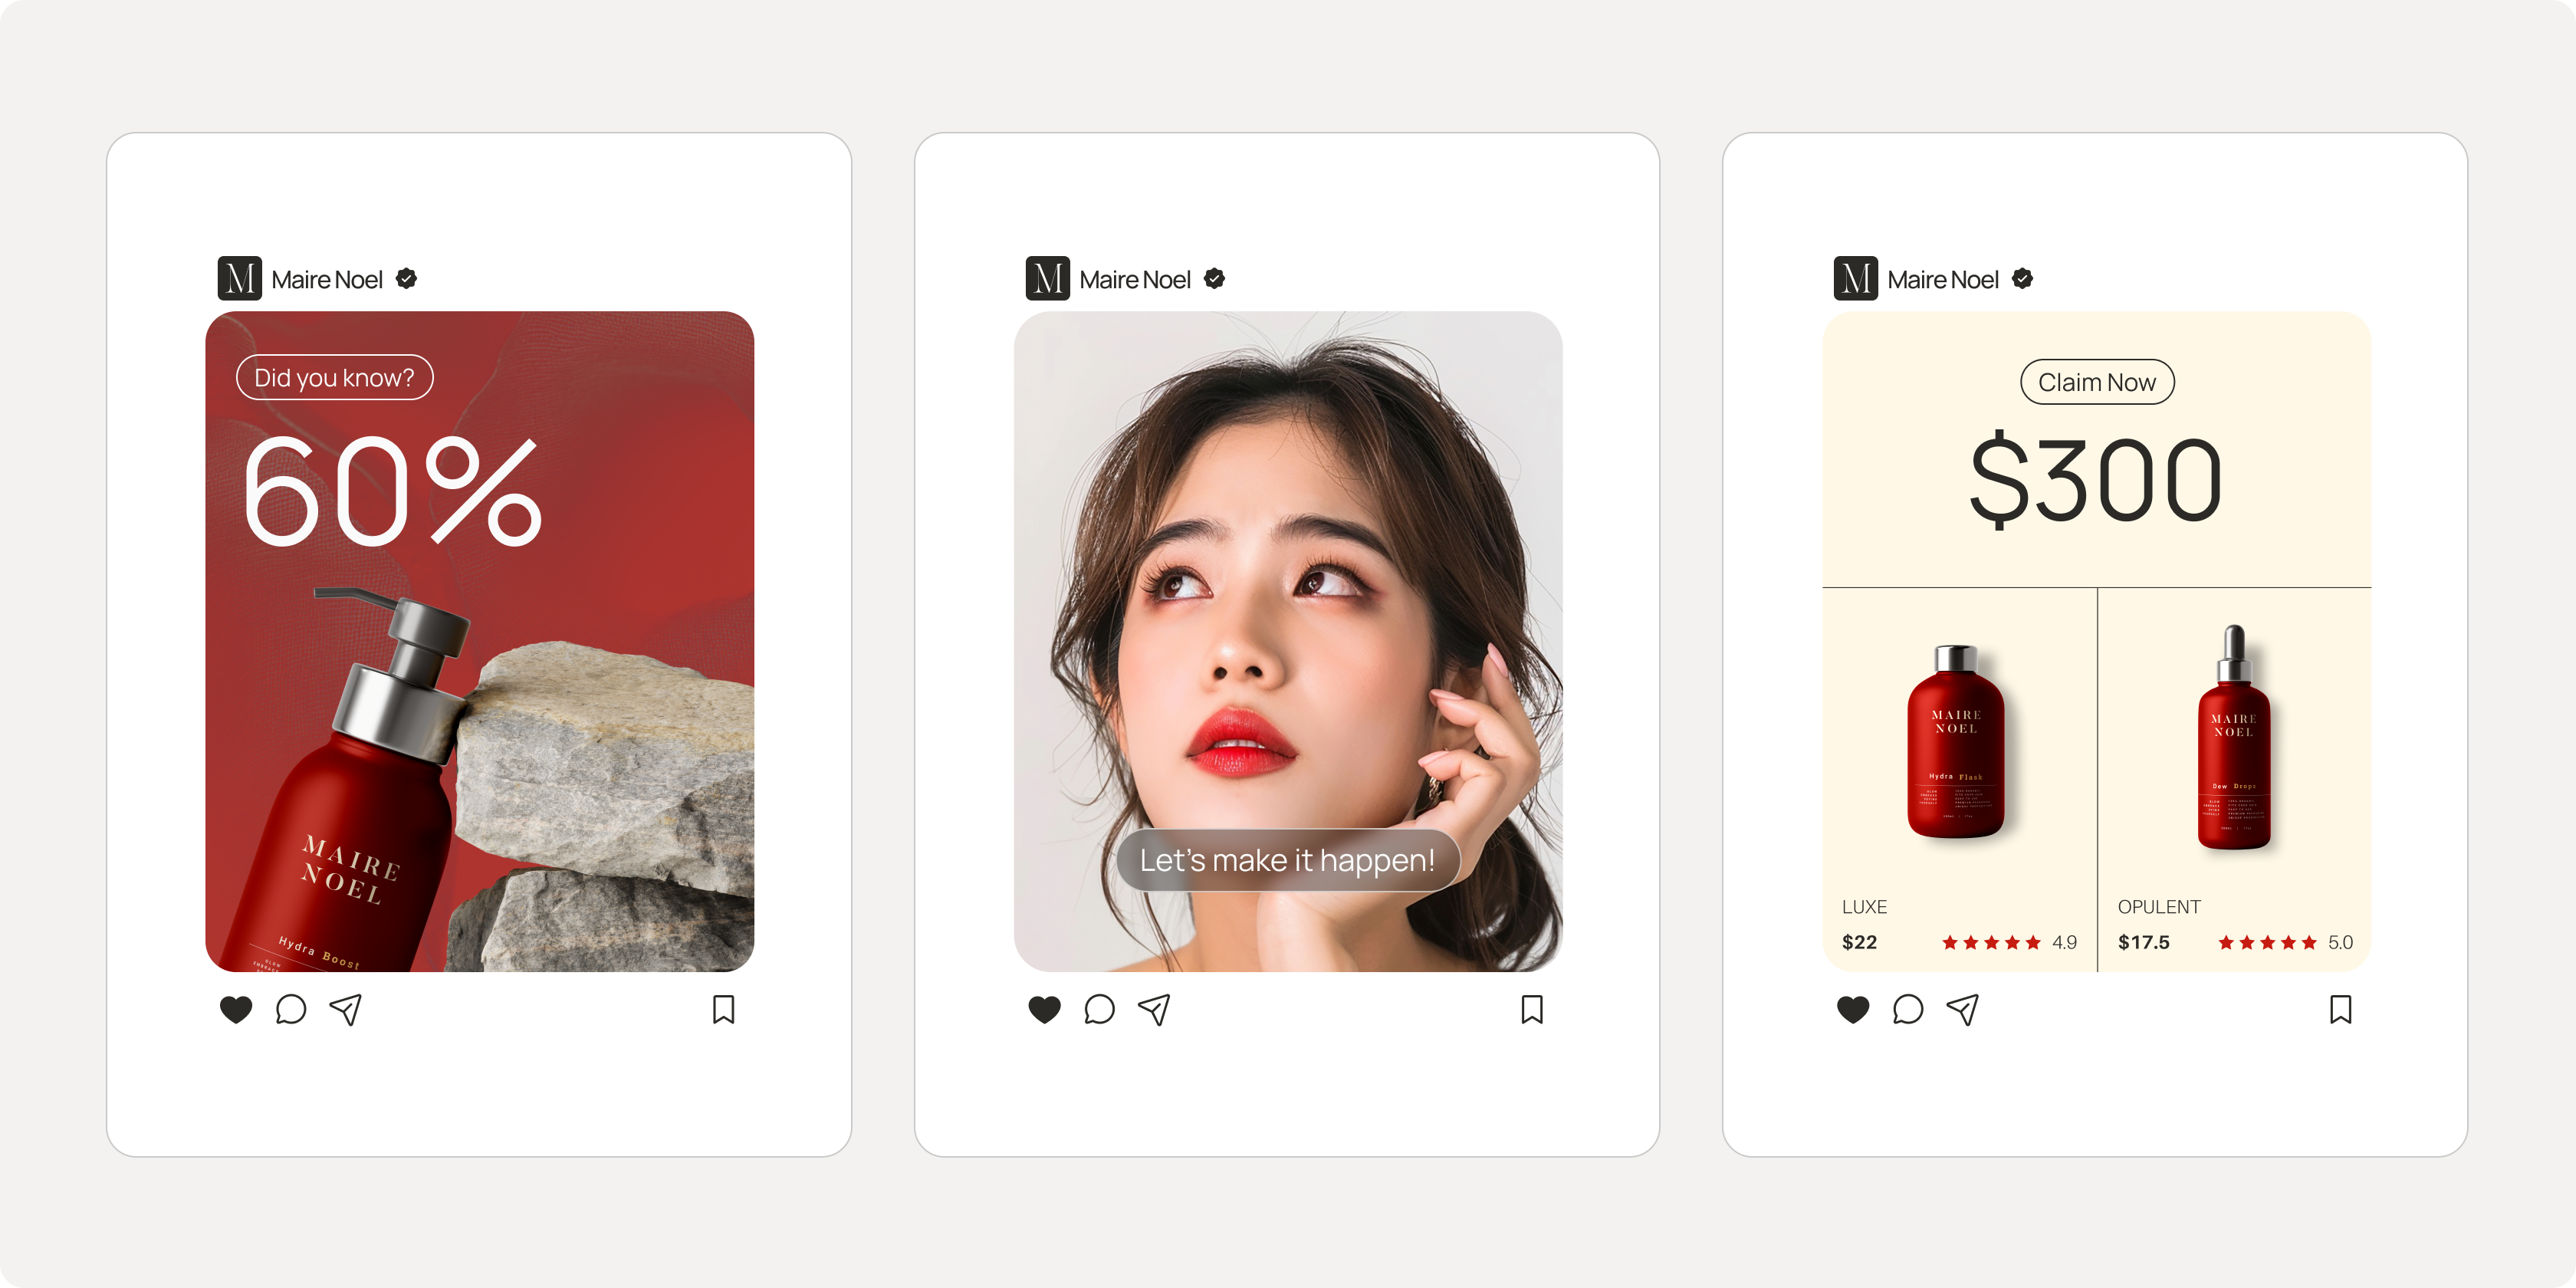 M Maire Noel
Did you know?
60%
MAIRE
NOEL
Hydra Boost
GLOW
M Maire Noel
Let's make it happen!
M Maire Noel
Claim Now
$300
MAIRE
NOEL
Hydra Flask
MAIRE
NOEL
Dew Drops
LUXE
$22 4.9
OPULENT
$17.5 5.0